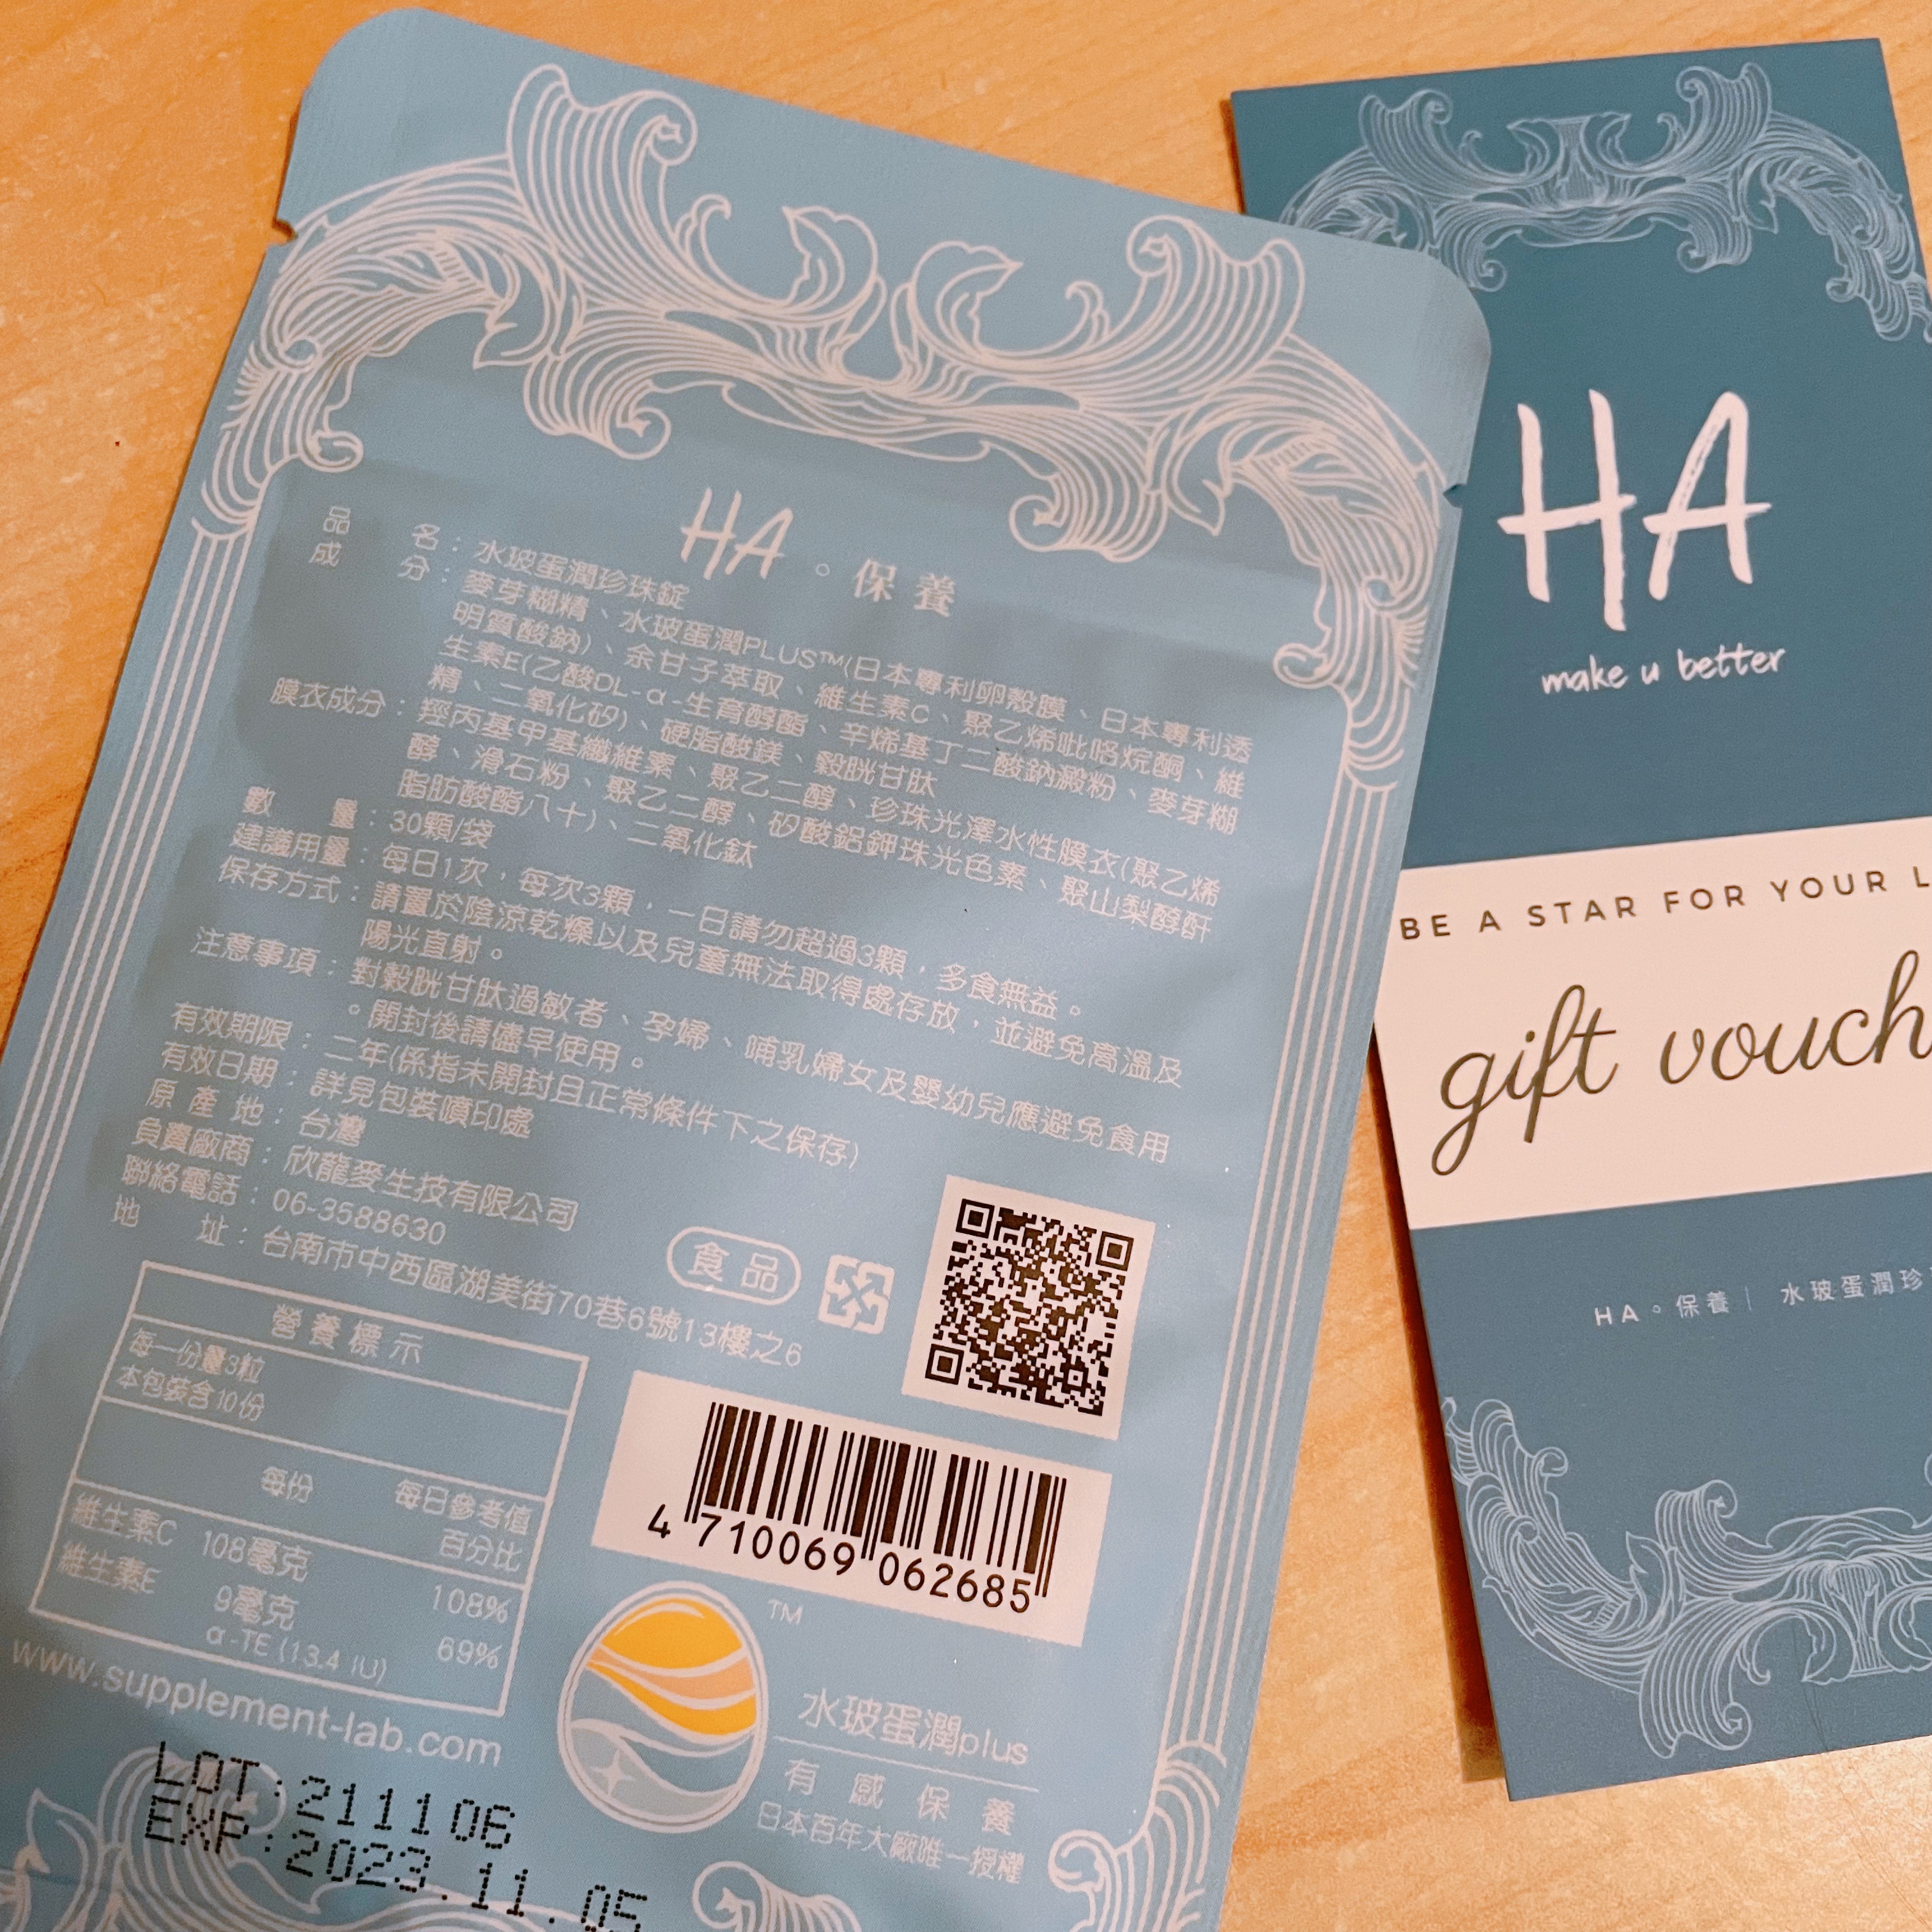 HA。保養
品名：水玻蛋潤珍珠錠
成分：麥芽糊精、水玻蛋潤PLUS™(日本專利卵殼膜、日本專利透
明質酸鈉)、余甘子萃取、維生素C、聚乙烯吡咯烷酮、維
生素E(乙酸DL-α-生育醇酯、辛烯基丁二酸鈉澱粉、麥芽糊
精、二氧化矽)、硬脂酸鎂、穀胱甘肽
膜衣成分：羥丙基甲基纖維素、聚乙二醇、珍珠光澤水性膜衣(聚乙烯
醇、滑石粉、聚乙二醇、矽酸鋁鉀珠光色素、聚山梨醇酐
脂肪酸酯八十)、二氧化鈦
數量：30顆/袋
建議用量：每日1次，每次3顆，一日請勿超過3顆，多食無益。
保存方式：請置於陰涼乾燥以及兒童無法取得處存放，並避免高溫及
陽光直射。
注意事項：對穀胱甘肽過敏者、孕婦、哺乳婦女及嬰幼兒應避免食用
。開封後請儘早使用。
有效期限：二年(係指未開封且正常條件下之保存)
有效日期：詳見包裝噴印處
原產地：台灣
負責廠商：欣龍麥生技有限公司
聯絡電話：06-3588630
地址：台南市中西區湖美街70巷6號13樓之6
食品
營養標示
每一份量3粒
本包裝含10份
每份 每日參考值
百分比
維生素C 108毫克 108%
維生素E 9毫克 69%
α-TE (13.4 IU)
www.supplement-lab.com
LOT:211106
EXP:2023.11.05
4 710069 062685
TM
水玻蛋潤plus
有感保養
日本百年大廠唯一授權
HA
make u better
BE A STAR FOR YOUR L
gift vouch
HA。保養｜ 水玻蛋潤珍